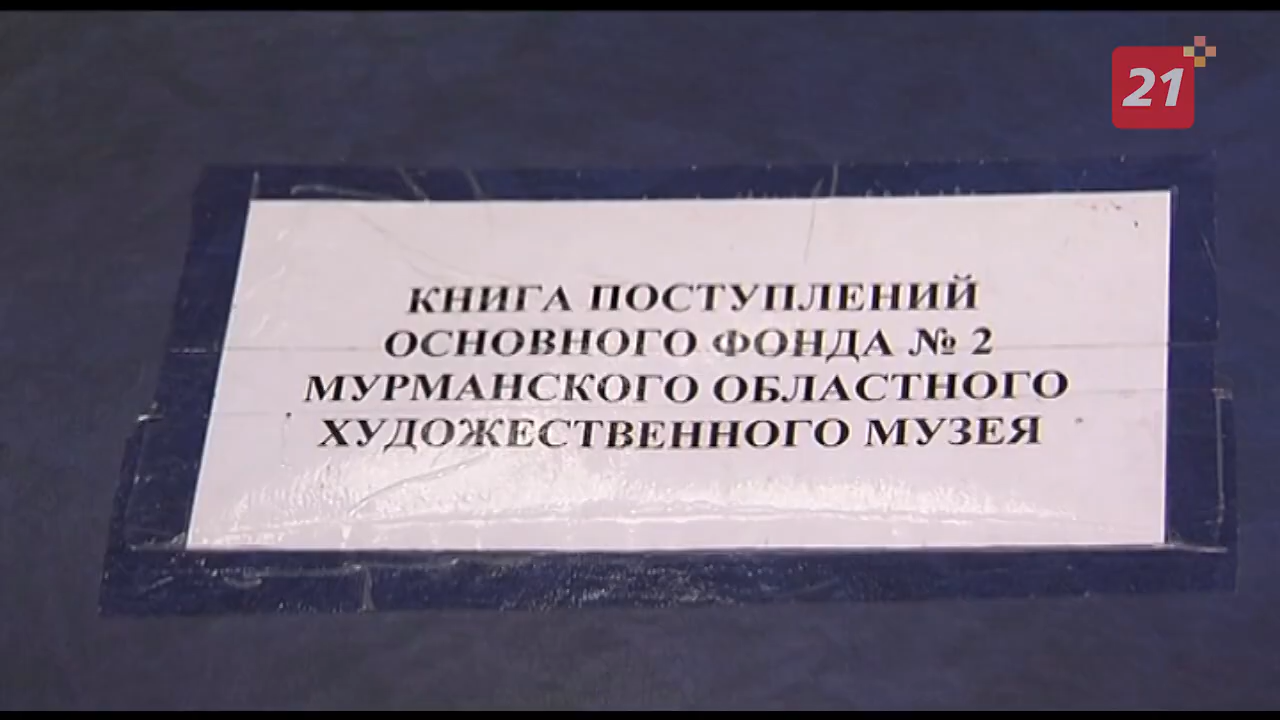 21
КНИГА ПОСТУПЛЕНИЙ
ОСНОВНОГО ФОНДА № 2
МУРМАНСКОГО ОБЛАСТНОГО
ХУДОЖЕСТВЕННОГО МУЗЕЯ